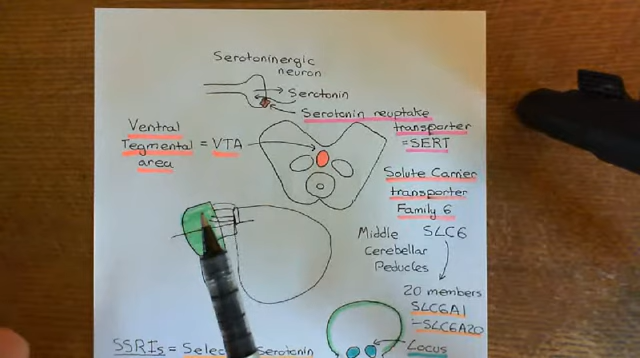 Serotoninergic
neuron
Serotonin
Serotonin reuptake
transporter
= SERT
Ventral
Tegmental = VTA
area
Solute Carrier
transporter
Family 6
SLC6
Middle
Cerebellar
Peducles
20 members
SLC6A1
-SLC6A20
SSRIs = Selec Serotonin
Locus